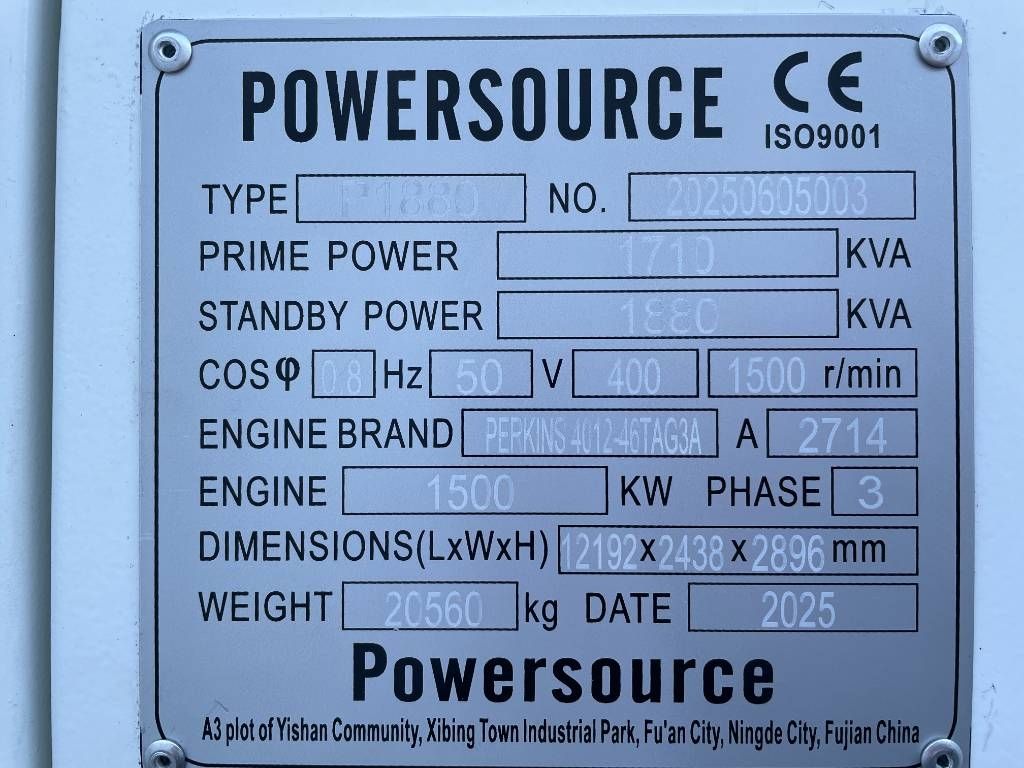 POWERSOURCE CE
ISO9001
TYPE P1880 NO. 20250605003
PRIME POWER 1710 KVA
STANDBY POWER 1880 KVA
COSφ 0.8 Hz 50 V 400 1500 r/min
ENGINE BRAND PERKINS 4012-46TAG3A A 2714
ENGINE 1500 KW PHASE 3
DIMENSIONS(LxWxH) 12192 x 2438 x 2896 mm
WEIGHT 20560 kg DATE 2025
Powersource
A3 plot of Yishan Community, Xibing Town Industrial Park, Fu'an City, Ningde City, Fujian China